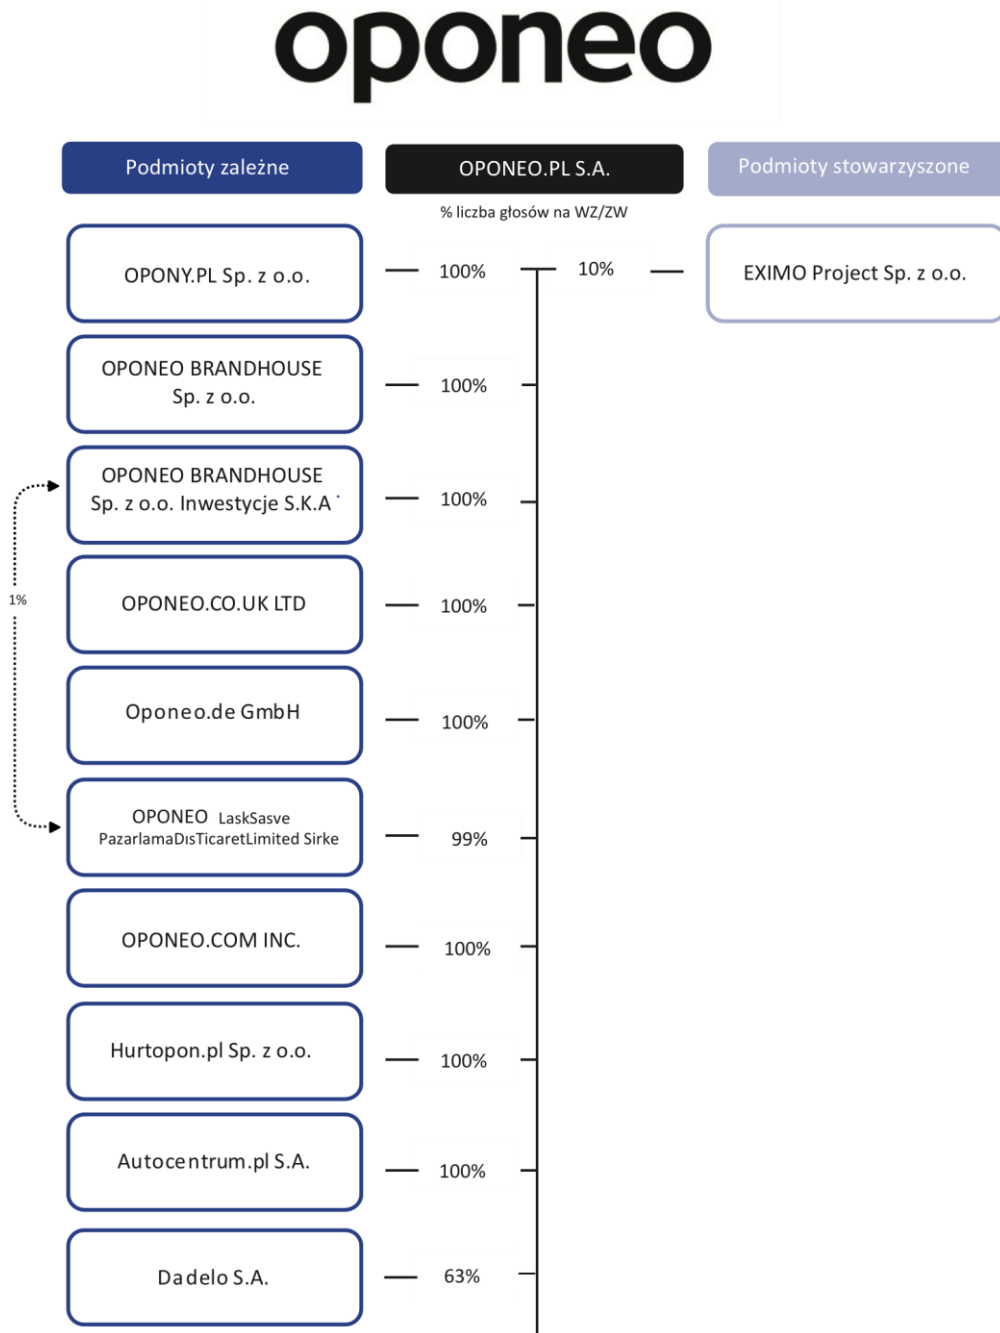 oponeo
Podmioty zależne
OPONEO.PL S.A.
Podmioty stowarzyszone
% liczba głosów na WZ/ZW
OPONY.PL Sp. z o.o.
100%
10%
EXIMO Project Sp. z o.o.
OPONEO BRANDHOUSE
Sp. z o.o.
100%
OPONEO BRANDHOUSE
Sp. z o.o. Inwestycje S.K.A
100%
1%
OPONEO.CO.UK LTD
100%
Oponeo.de GmbH
100%
OPONEO LaskSasve
PazarlamaDısTicaretLimited Sirke
99%
OPONEO.COM INC.
100%
Hurtopon.pl Sp. z o.o.
100%
Autocentrum.pl S.A.
100%
Dadelo S.A.
63%